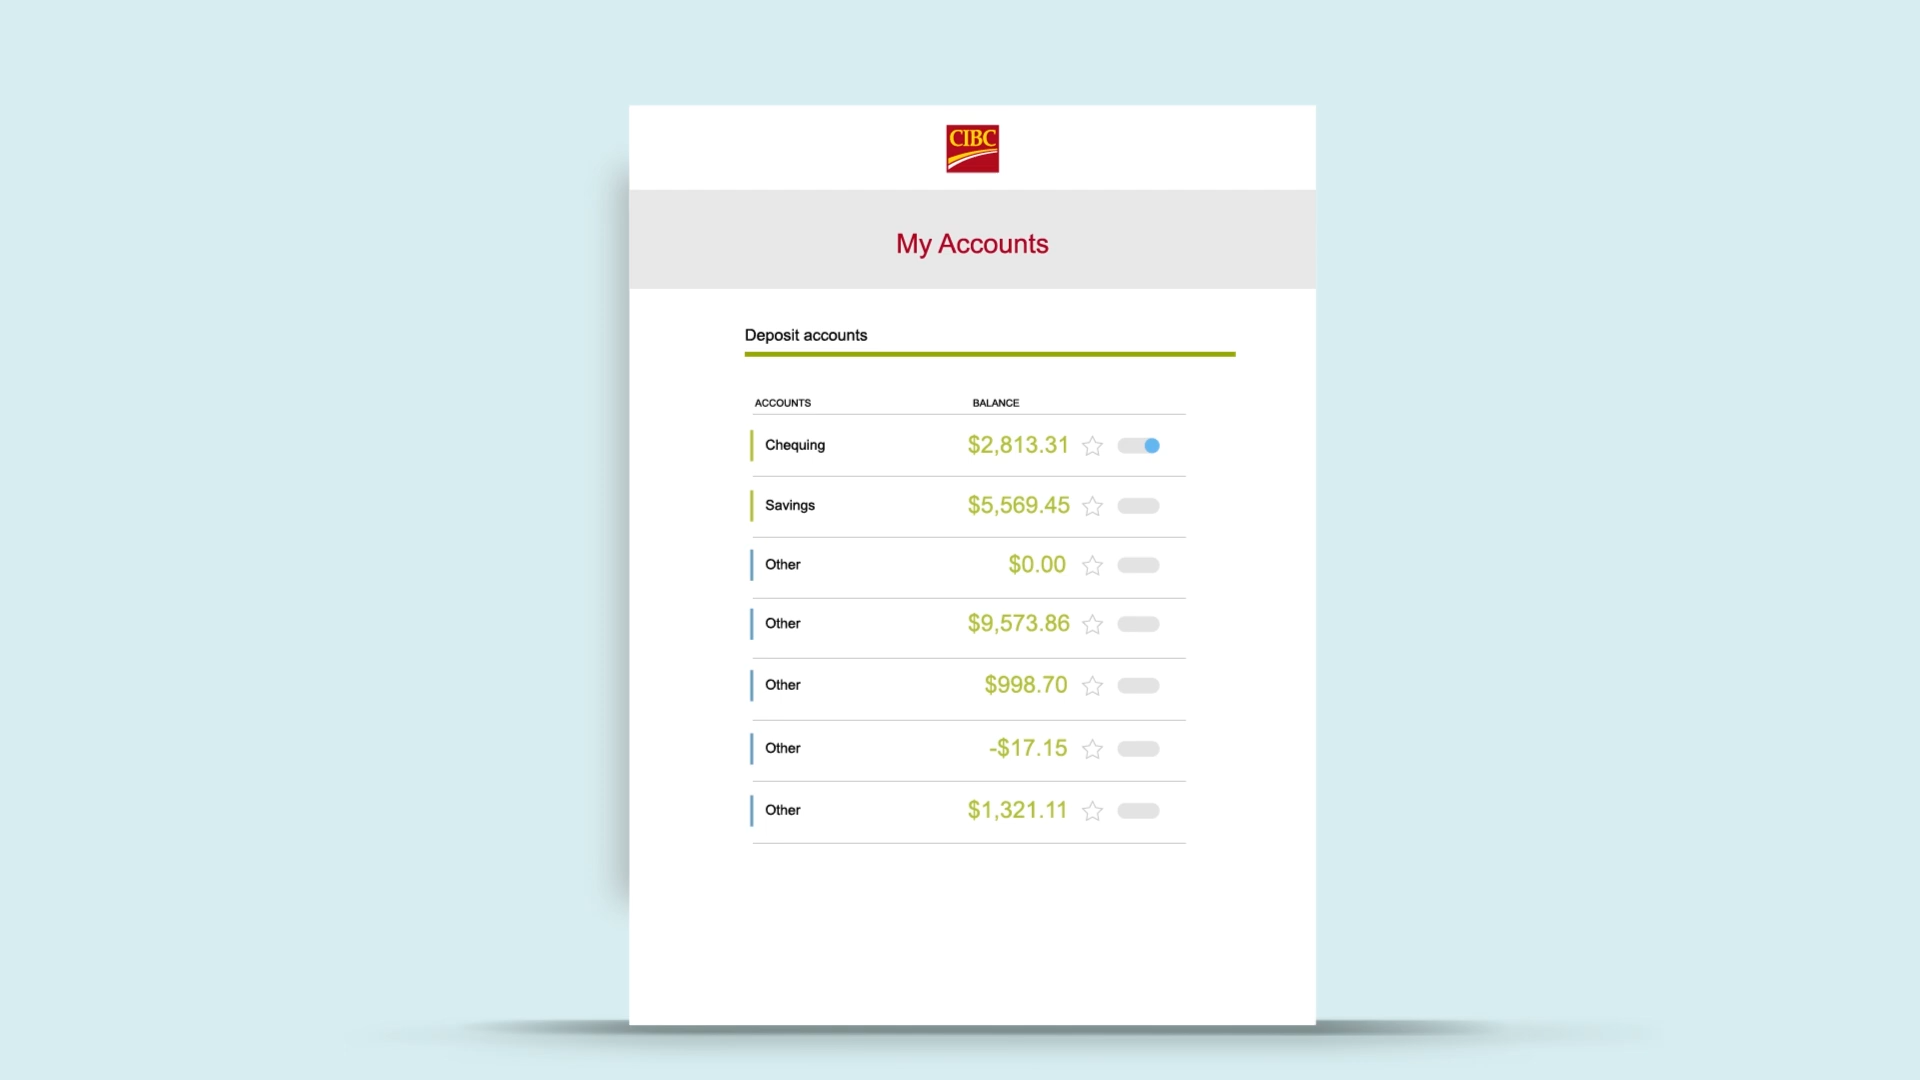 CIBC
My Accounts
Deposit accounts
ACCOUNTS BALANCE
Chequing $2,813.31
Savings $5,569.45
Other $0.00
Other $9,573.86
Other $998.70
Other -$17.15
Other $1,321.11